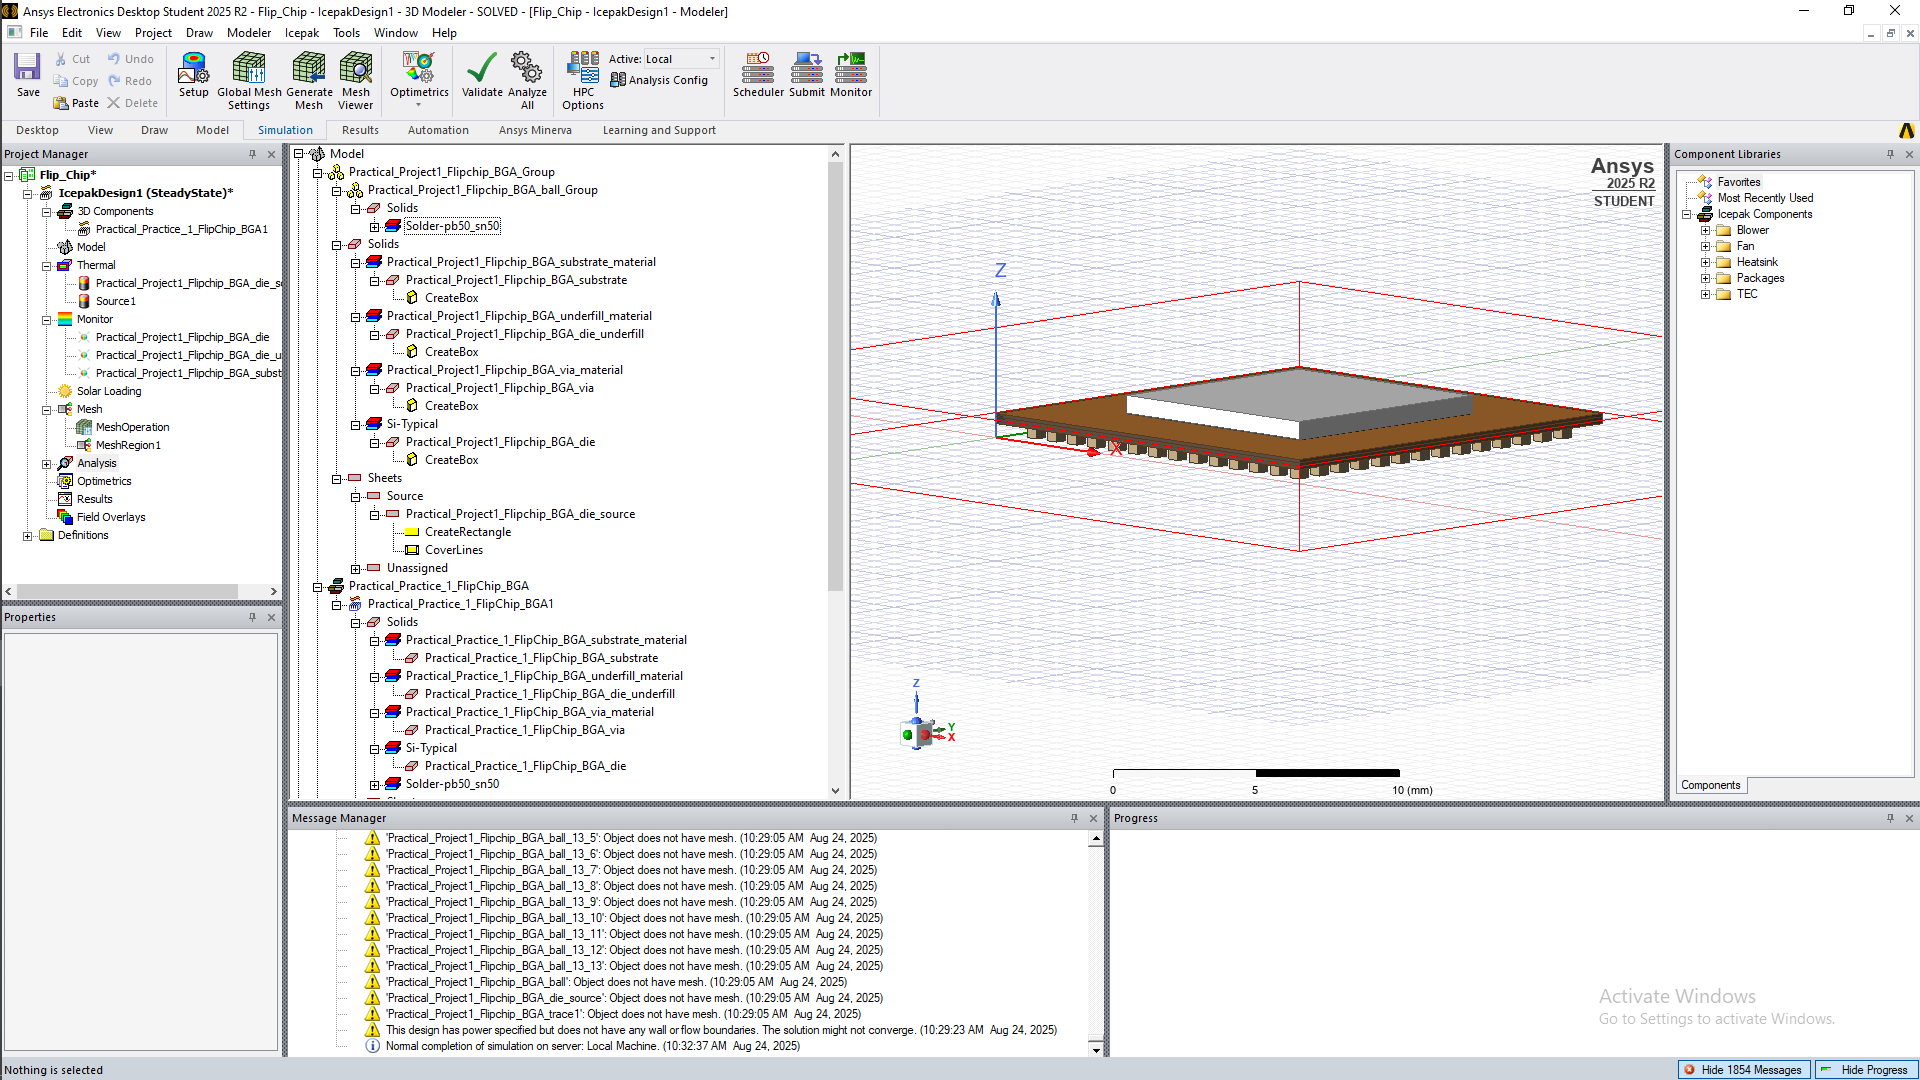 Ansys Electronics Desktop Student 2025 R2 - Flip_Chip - IcepakDesign1 - 3D Modeler - SOLVED - [Flip_Chip - IcepakDesign1 - Modeler]
File Edit View Project Draw Modeler Icepak Tools Window Help
Save
Cut
Copy
Paste
Undo
Redo
Delete
Setup
Global Mesh Settings
Generate Mesh
Mesh Viewer
Optimetrics
Validate
Analyze All
HPC Options
Active: Local
Analysis Config
Scheduler
Submit
Monitor
Desktop View Draw Model Simulation Results Automation Ansys Minerva Learning and Support
Project Manager
Flip_Chip*
IcepakDesign1 (SteadyState)*
3D Components
Practical_Practice_1_FlipChip_BGA1
Model
Thermal
Practical_Project1_Flipchip_BGA_die_s
Source1
Monitor
Practical_Project1_Flipchip_BGA_die
Practical_Project1_Flipchip_BGA_die_u
Practical_Project1_Flipchip_BGA_subst
Solar Loading
Mesh
MeshOperation
MeshRegion1
Analysis
Optimetrics
Results
Field Overlays
Definitions
Properties
Model
Practical_Project1_Flipchip_BGA_Group
Practical_Project1_Flipchip_BGA_ball_Group
Solids
Solder-pb50_sn50
Solids
Practical_Project1_Flipchip_BGA_substrate_material
Practical_Project1_Flipchip_BGA_substrate
CreateBox
Practical_Project1_Flipchip_BGA_underfill_material
Practical_Project1_Flipchip_BGA_die_underfill
CreateBox
Practical_Project1_Flipchip_BGA_via_material
Practical_Project1_Flipchip_BGA_via
CreateBox
Si-Typical
Practical_Project1_Flipchip_BGA_die
CreateBox
Sheets
Source
Practical_Project1_Flipchip_BGA_die_source
CreateRectangle
CoverLines
Unassigned
Practical_Practice_1_FlipChip_BGA
Practical_Practice_1_FlipChip_BGA1
Solids
Practical_Practice_1_FlipChip_BGA_substrate_material
Practical_Practice_1_FlipChip_BGA_substrate
Practical_Practice_1_FlipChip_BGA_underfill_material
Practical_Practice_1_FlipChip_BGA_die_underfill
Practical_Practice_1_FlipChip_BGA_via_material
Practical_Practice_1_FlipChip_BGA_via
Si-Typical
Practical_Practice_1_FlipChip_BGA_die
Solder-pb50_sn50
Ansys
2025 R2
STUDENT
Z
X
Z
Y
X
0 5 10 (mm)
Component Libraries
Favorites
Most Recently Used
Icepak Components
Blower
Fan
Heatsink
Packages
TEC
Components
Message Manager
'Practical_Project1_Flipchip_BGA_ball_13_5': Object does not have mesh. (10:29:05 AM Aug 24, 2025)
'Practical_Project1_Flipchip_BGA_ball_13_6': Object does not have mesh. (10:29:05 AM Aug 24, 2025)
'Practical_Project1_Flipchip_BGA_ball_13_7': Object does not have mesh. (10:29:05 AM Aug 24, 2025)
'Practical_Project1_Flipchip_BGA_ball_13_8': Object does not have mesh. (10:29:05 AM Aug 24, 2025)
'Practical_Project1_Flipchip_BGA_ball_13_9': Object does not have mesh. (10:29:05 AM Aug 24, 2025)
'Practical_Project1_Flipchip_BGA_ball_13_10': Object does not have mesh. (10:29:05 AM Aug 24, 2025)
'Practical_Project1_Flipchip_BGA_ball_13_11': Object does not have mesh. (10:29:05 AM Aug 24, 2025)
'Practical_Project1_Flipchip_BGA_ball_13_12': Object does not have mesh. (10:29:05 AM Aug 24, 2025)
'Practical_Project1_Flipchip_BGA_ball_13_13': Object does not have mesh. (10:29:05 AM Aug 24, 2025)
'Practical_Project1_Flipchip_BGA_ball': Object does not have mesh. (10:29:05 AM Aug 24, 2025)
'Practical_Project1_Flipchip_BGA_die_source': Object does not have mesh. (10:29:05 AM Aug 24, 2025)
'Practical_Project1_Flipchip_BGA_trace1': Object does not have mesh. (10:29:05 AM Aug 24, 2025)
This design has power specified but does not have any wall or flow boundaries. The solution might not converge. (10:29:23 AM Aug 24, 2025)
Normal completion of simulation on server: Local Machine. (10:32:37 AM Aug 24, 2025)
Progress
Activate Windows
Go to Settings to activate Windows.
Nothing is selected
Hide 1854 Messages
Hide Progress